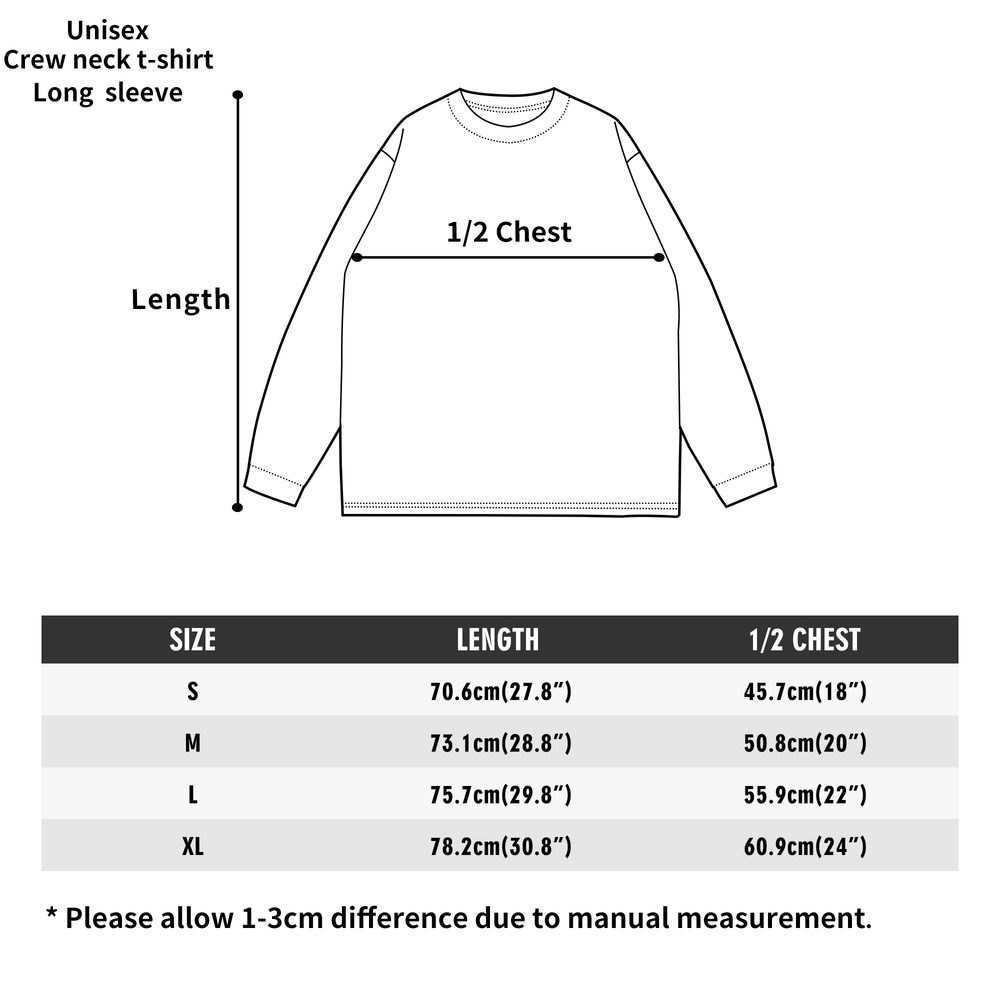 Unisex
Crew neck t-shirt
Long sleeve
1/2 Chest
Length
SIZE LENGTH 1/2 CHEST
S 70.6cm(27.8″) 45.7cm(18″)
M 73.1cm(28.8″) 50.8cm(20″)
L 75.7cm(29.8″) 55.9cm(22″)
XL 78.2cm(30.8″) 60.9cm(24″)
* Please allow 1-3cm difference due to manual measurement.